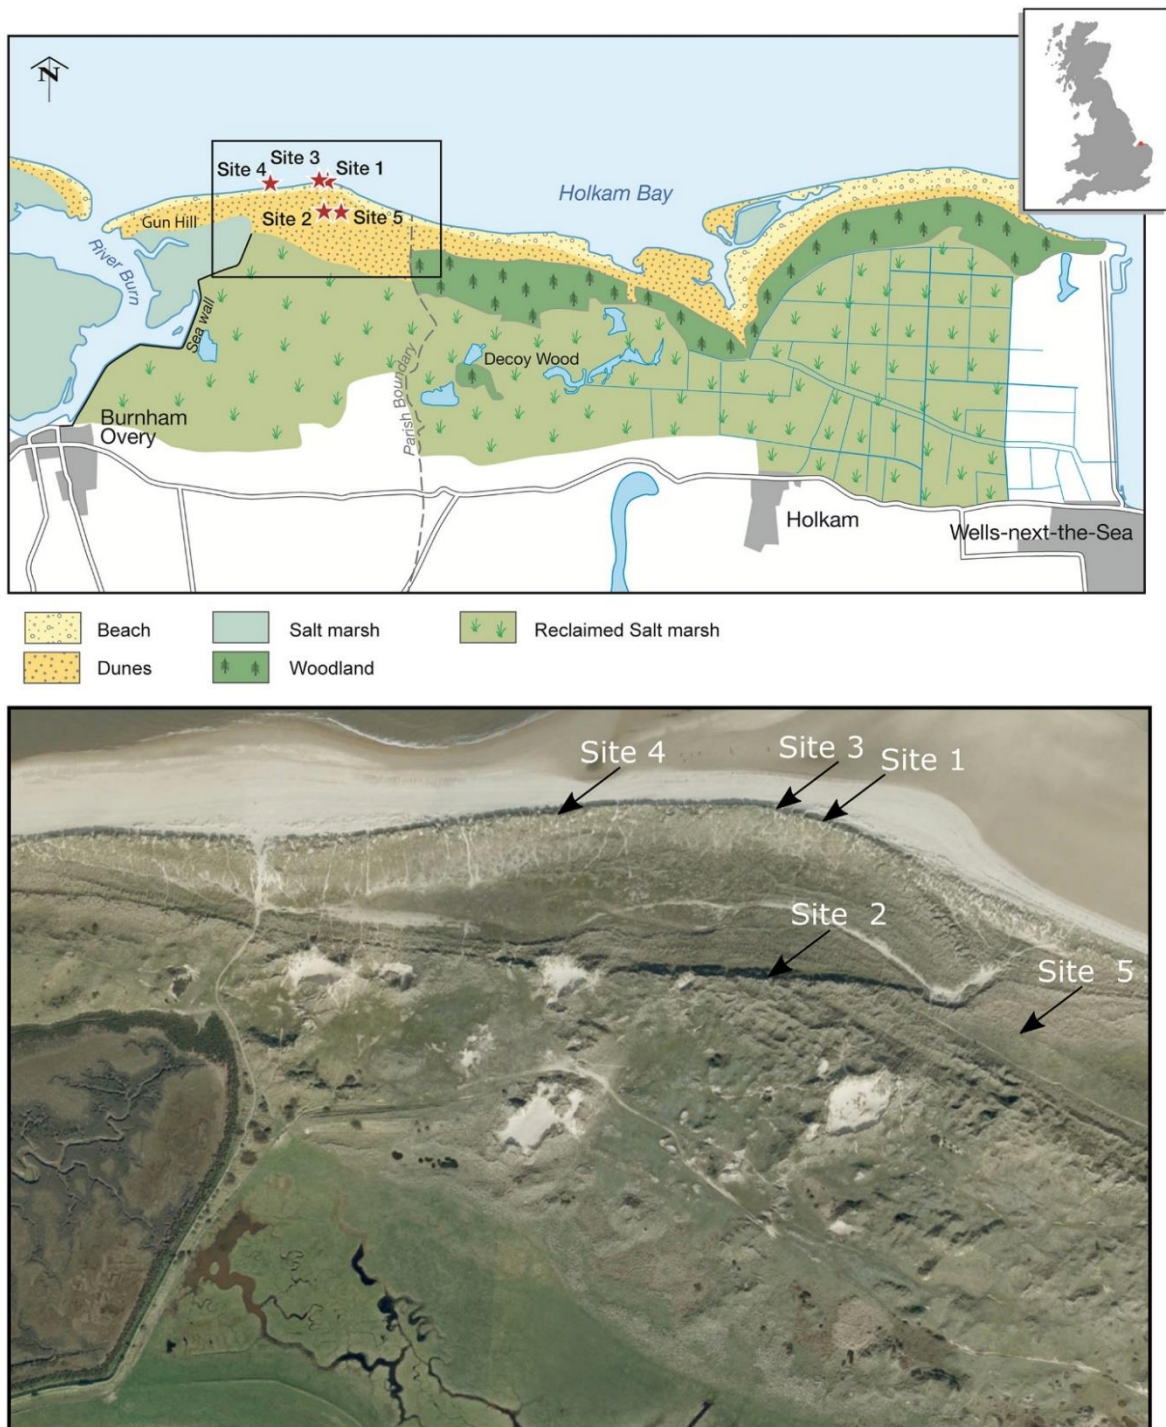 N
Site 4
Site 3
Site 1
Site 2
Site 5
Gun Hill
River Burn
Sea wall
Holkam Bay
Decoy Wood
Parish Boundary
Burnham
Overy
Holkam
Wells-next-the-Sea
Beach
Salt marsh
Reclaimed Salt marsh
Dunes
Woodland
Site 4
Site 3
Site 1
Site 2
Site 5